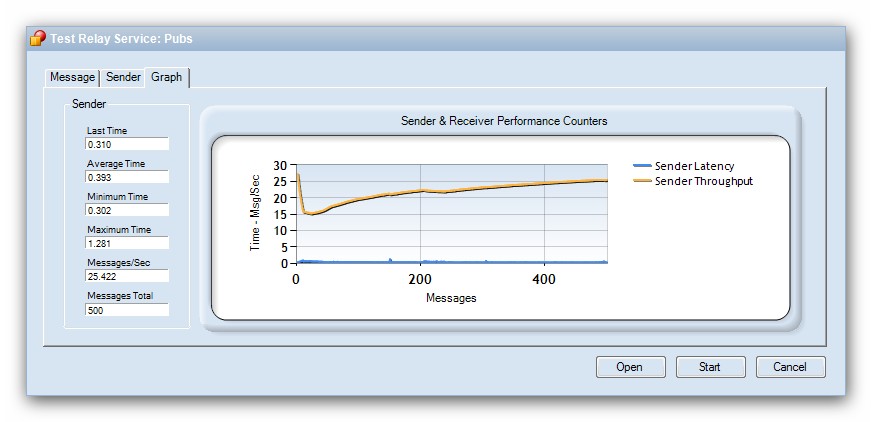 Test Relay Service: Pubs
Message Sender Graph
Sender
Last Time
0.310
Average Time
0.393
Minimum Time
0.302
Maximum Time
1.281
Messages/Sec
25.422
Messages Total
500
Sender & Receiver Performance Counters
Time - Msg/Sec
30
25
20
15
10
5
0
0 200 400
Messages
Sender Latency
Sender Throughput
Open Start Cancel